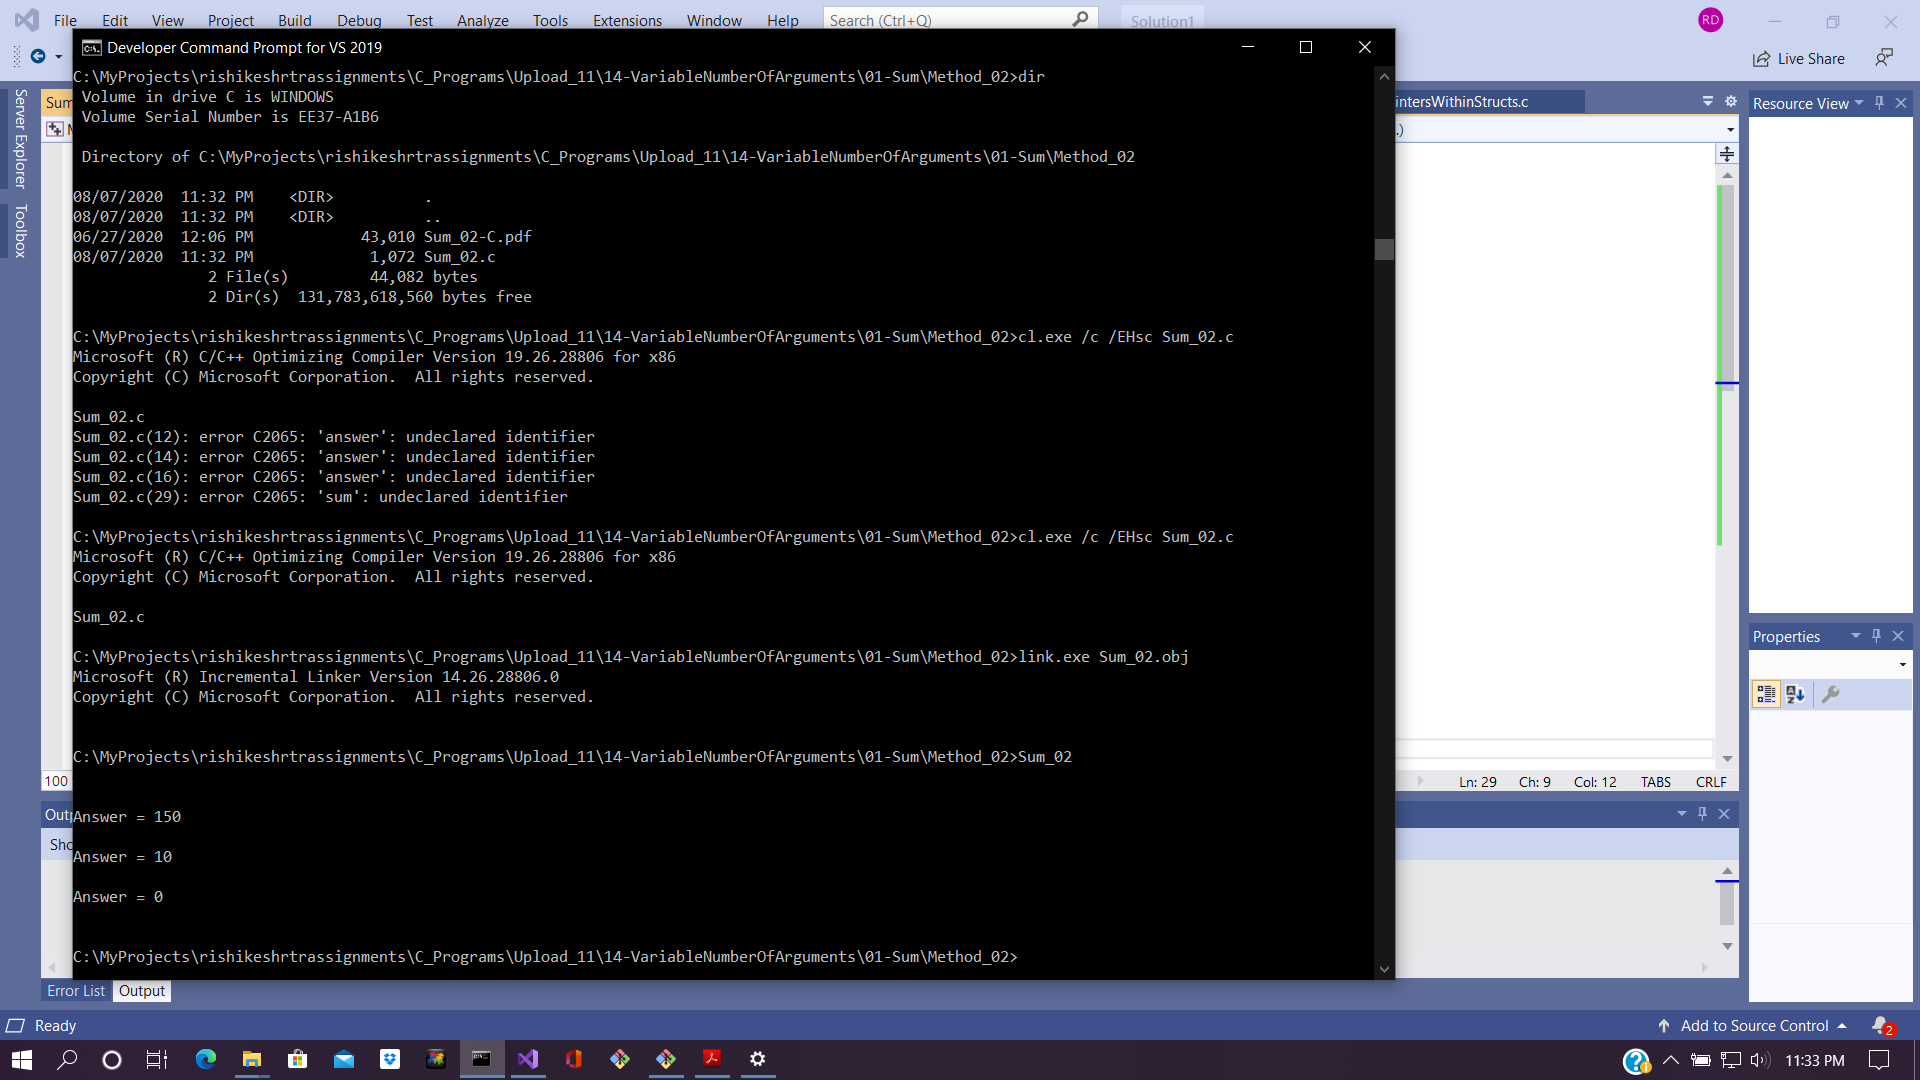 File Edit View Project Build Debug Test Analyze Tools Extensions Window Help Search (Ctrl+Q) Solution1 RD
Live Share
Developer Command Prompt for VS 2019
Server Explorer
Toolbox
Sum
intersWithinStructs.c
Resource View
C:\MyProjects\rishikeshrtrassignments\C_Programs\Upload_11\14-VariableNumberOfArguments\01-Sum\Method_02>dir
Volume in drive C is WINDOWS
Volume Serial Number is EE37-A1B6
Directory of C:\MyProjects\rishikeshrtrassignments\C_Programs\Upload_11\14-VariableNumberOfArguments\01-Sum\Method_02
08/07/2020  11:32 PM    <DIR>          .
08/07/2020  11:32 PM    <DIR>          ..
06/27/2020  12:06 PM            43,010 Sum_02-C.pdf
08/07/2020  11:32 PM             1,072 Sum_02.c
2 File(s)         44,082 bytes
2 Dir(s)  131,783,618,560 bytes free
C:\MyProjects\rishikeshrtrassignments\C_Programs\Upload_11\14-VariableNumberOfArguments\01-Sum\Method_02>cl.exe /c /EHsc Sum_02.c
Microsoft (R) C/C++ Optimizing Compiler Version 19.26.28806 for x86
Copyright (C) Microsoft Corporation.  All rights reserved.
Sum_02.c
Sum_02.c(12): error C2065: 'answer': undeclared identifier
Sum_02.c(14): error C2065: 'answer': undeclared identifier
Sum_02.c(16): error C2065: 'answer': undeclared identifier
Sum_02.c(29): error C2065: 'sum': undeclared identifier
C:\MyProjects\rishikeshrtrassignments\C_Programs\Upload_11\14-VariableNumberOfArguments\01-Sum\Method_02>cl.exe /c /EHsc Sum_02.c
Microsoft (R) C/C++ Optimizing Compiler Version 19.26.28806 for x86
Copyright (C) Microsoft Corporation.  All rights reserved.
Sum_02.c
C:\MyProjects\rishikeshrtrassignments\C_Programs\Upload_11\14-VariableNumberOfArguments\01-Sum\Method_02>link.exe Sum_02.obj
Microsoft (R) Incremental Linker Version 14.26.28806.0
Copyright (C) Microsoft Corporation.  All rights reserved.
C:\MyProjects\rishikeshrtrassignments\C_Programs\Upload_11\14-VariableNumberOfArguments\01-Sum\Method_02>Sum_02
Answer = 150
Answer = 10
Answer = 0
C:\MyProjects\rishikeshrtrassignments\C_Programs\Upload_11\14-VariableNumberOfArguments\01-Sum\Method_02>
Properties
100
Ln: 29 Ch: 9 Col: 12 TABS CRLF
Outp
Sho
Error List Output
Ready
Add to Source Control 2
11:33 PM